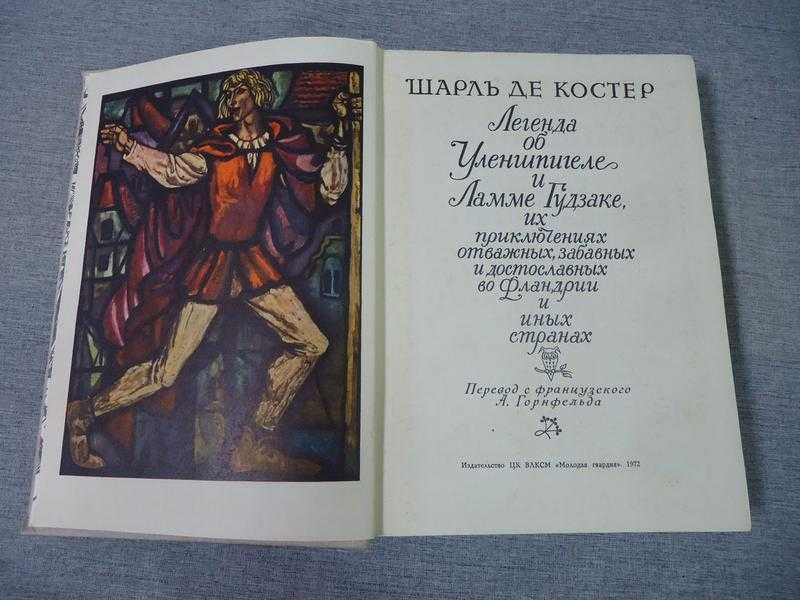 ШАРЛЬ ДЕ КОСТЕР
Легенда
об
Уленшпигеле
и
Ламме Гудзаке,
их
приключениях
отважных, забавных
и достославных
во Фландрии
и
иных
странах
Перевод с французского
А. Горнфельда
Издательство ЦК ВЛКСМ «Молодая гвардия». 1972